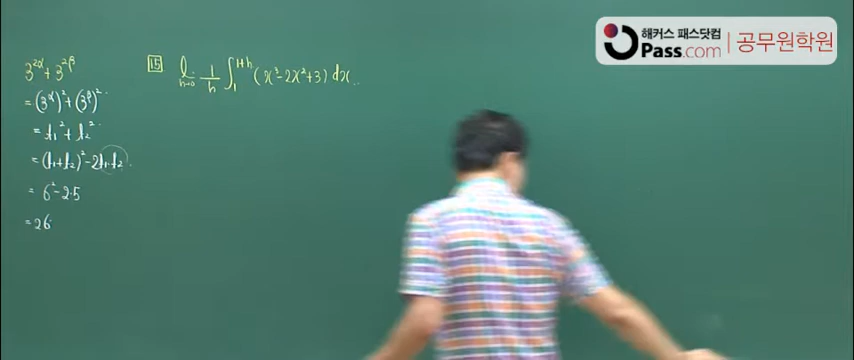 해커스 패스닷컴
Pass.com
공무원학원
3^{2α} + 3^{2β}
= (3^α)² + (3^β)²
= t₁² + t₂²
= (t₁+t₂)² - 2t₁·t₂
= 6² - 2·5
= 26
15 lim_{h→0} 1/h ∫₁^{1+h} (x³-2x²+3) dx